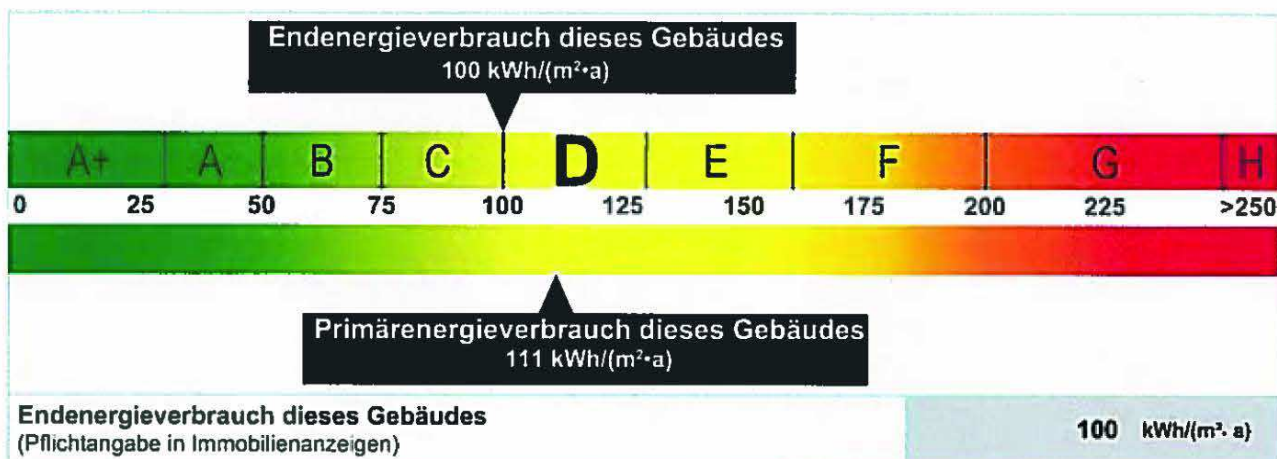 Endenergieverbrauch dieses Gebäudes
100 kWh/(m²·a)
A+ A B C D E F G H
0 25 50 75 100 125 150 175 200 225 >250
Primärenergieverbrauch dieses Gebäudes
111 kWh/(m²·a)
Endenergieverbrauch dieses Gebäudes
(Pflichtangabe in Immobilienanzeigen)
100 kWh/(m²· a)